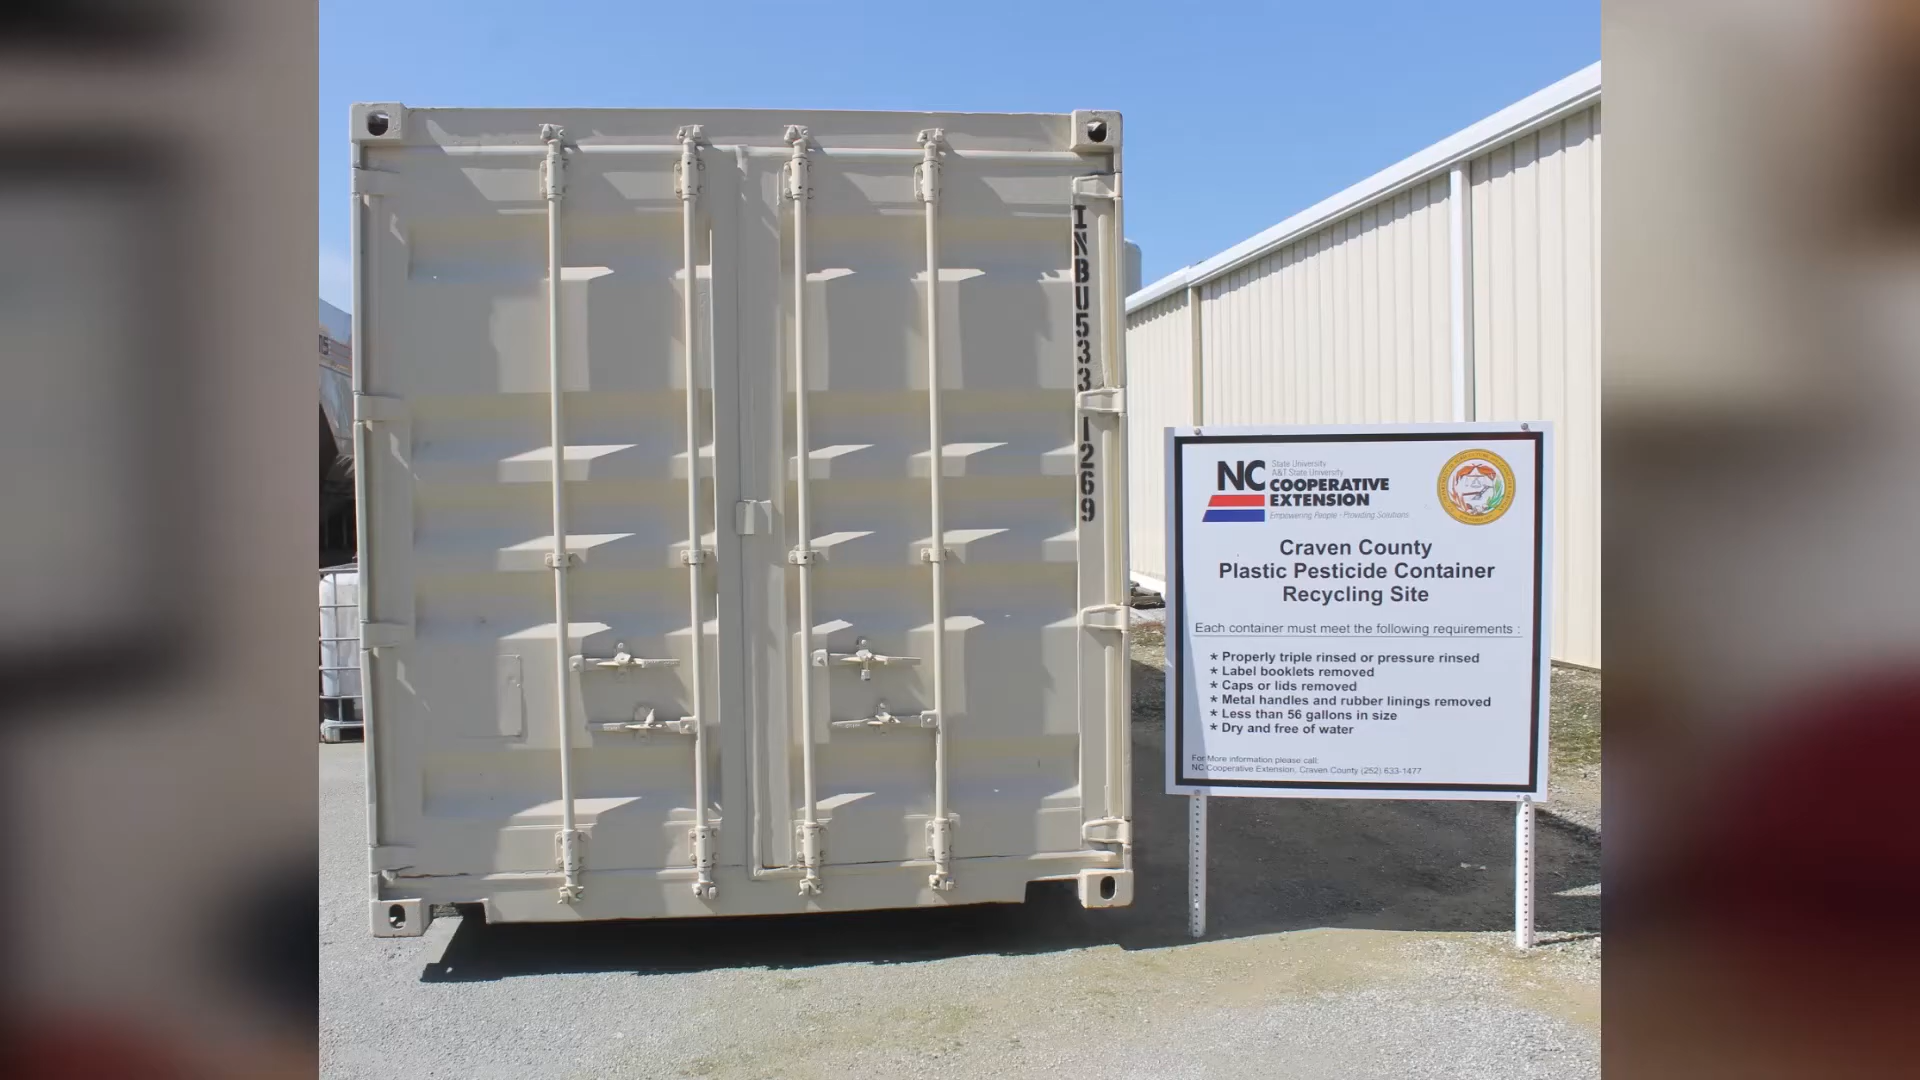 INBU533 1269
NC
State University
A&T State University
COOPERATIVE
EXTENSION
Empowering People · Providing Solutions
Craven County
Plastic Pesticide Container
Recycling Site
Each container must meet the following requirements :
* Properly triple rinsed or pressure rinsed
* Label booklets removed
* Caps or lids removed
* Metal handles and rubber linings removed
* Less than 56 gallons in size
* Dry and free of water
For More information please call:
NC Cooperative Extension, Craven County (252) 633-1477